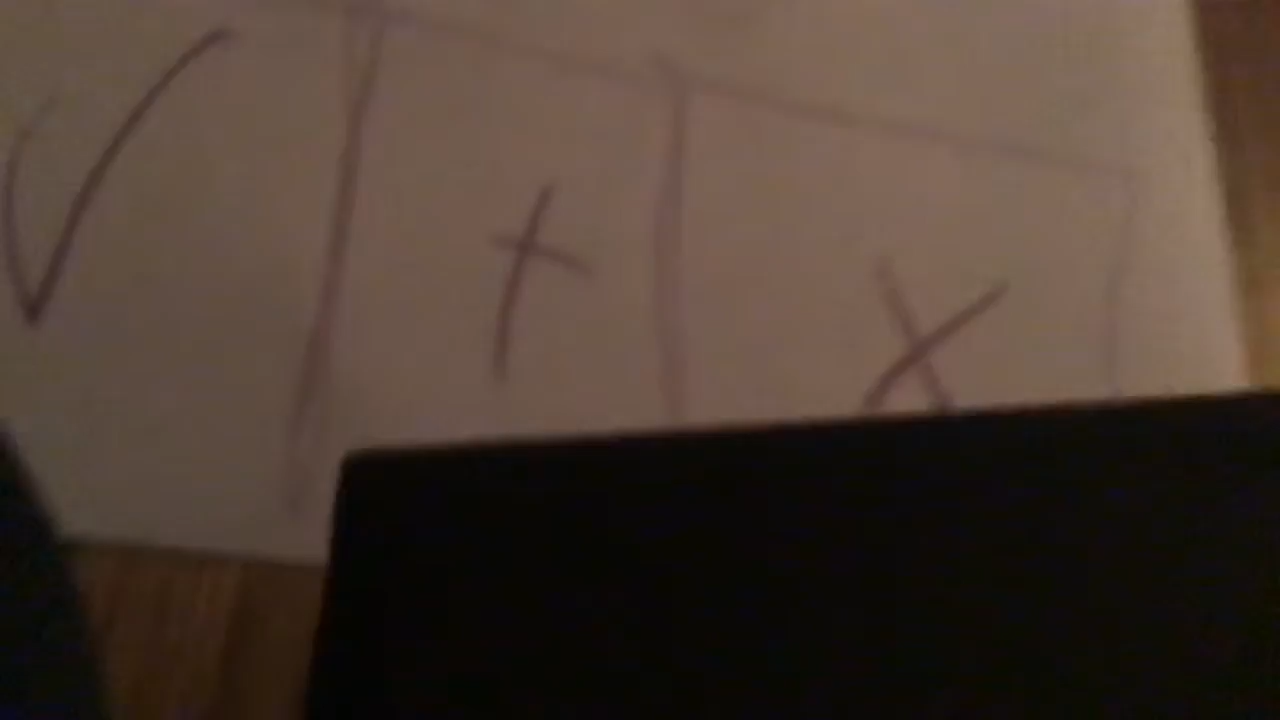 ✓ + x